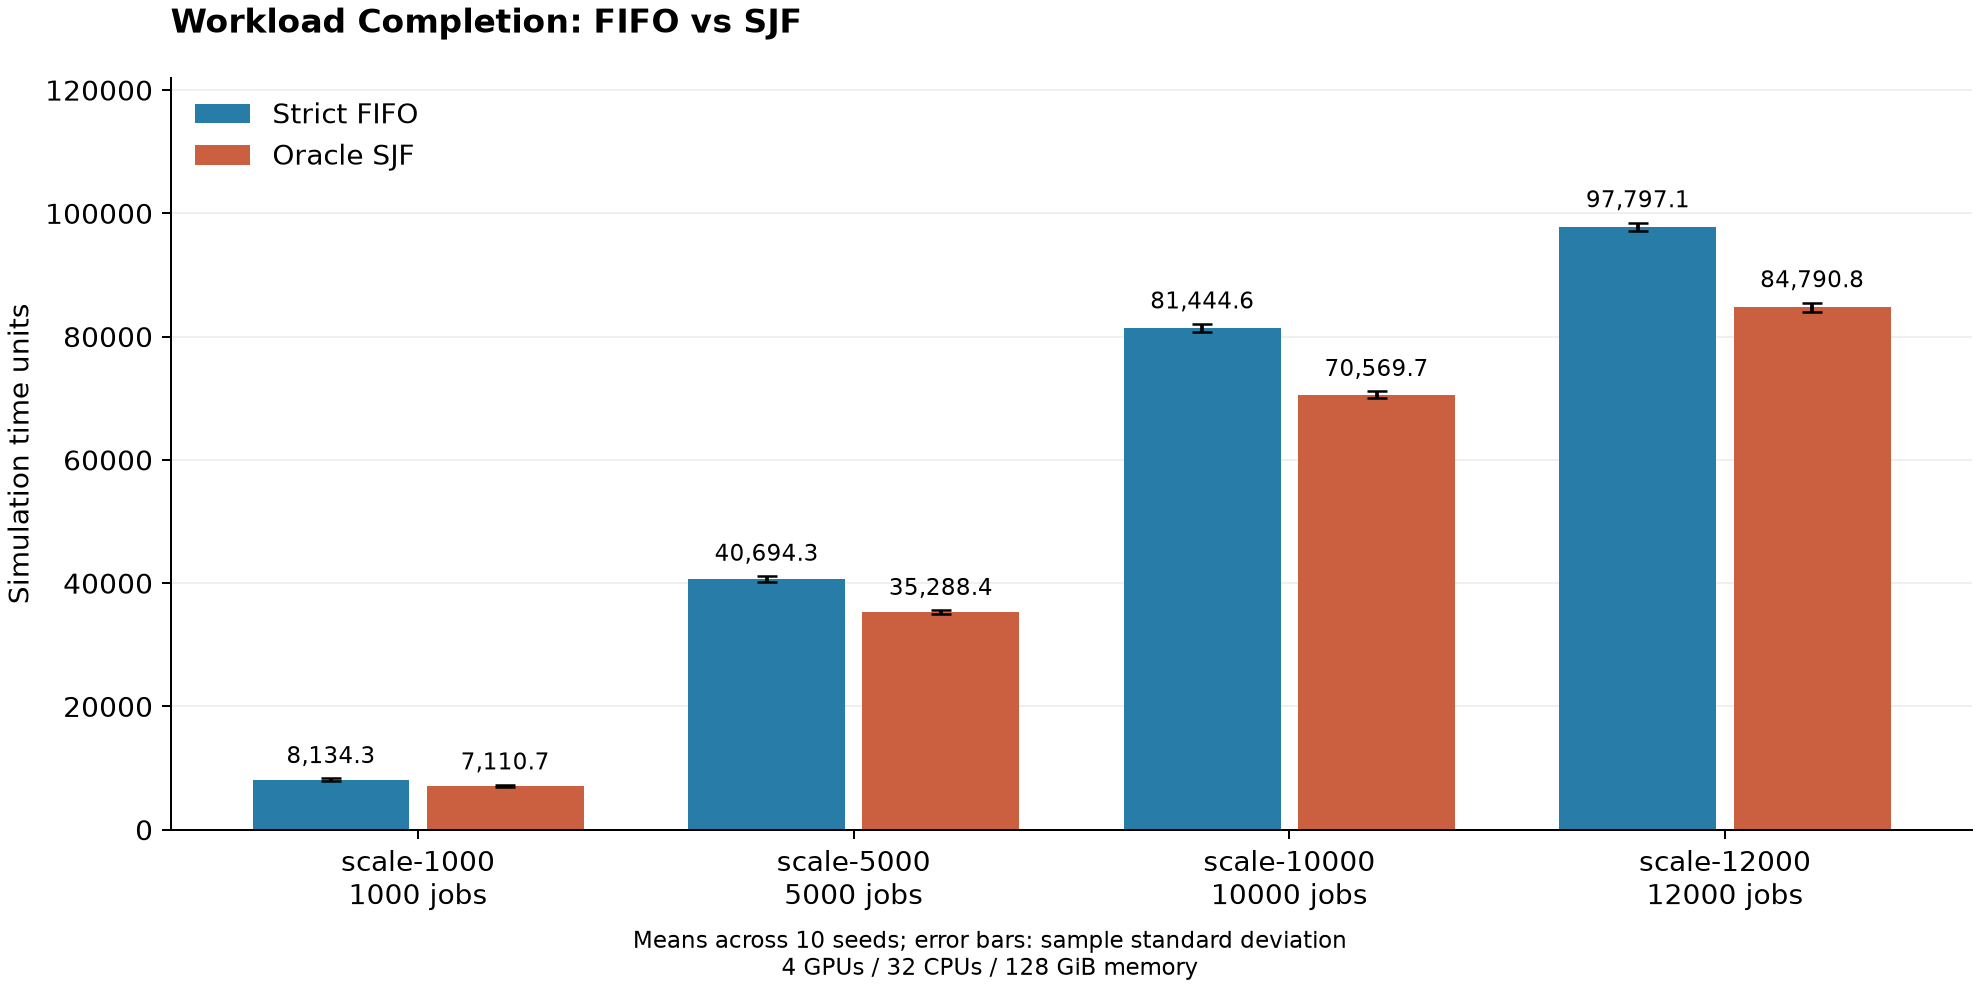 Workload Completion: FIFO vs SJF
120000
100000
80000
60000
40000
20000
0
Simulation time units
Strict FIFO
Oracle SJF
8,134.3
7,110.7
40,694.3
35,288.4
81,444.6
70,569.7
97,797.1
84,790.8
scale-1000
1000 jobs
scale-5000
5000 jobs
scale-10000
10000 jobs
scale-12000
12000 jobs
Means across 10 seeds; error bars: sample standard deviation
4 GPUs / 32 CPUs / 128 GiB memory